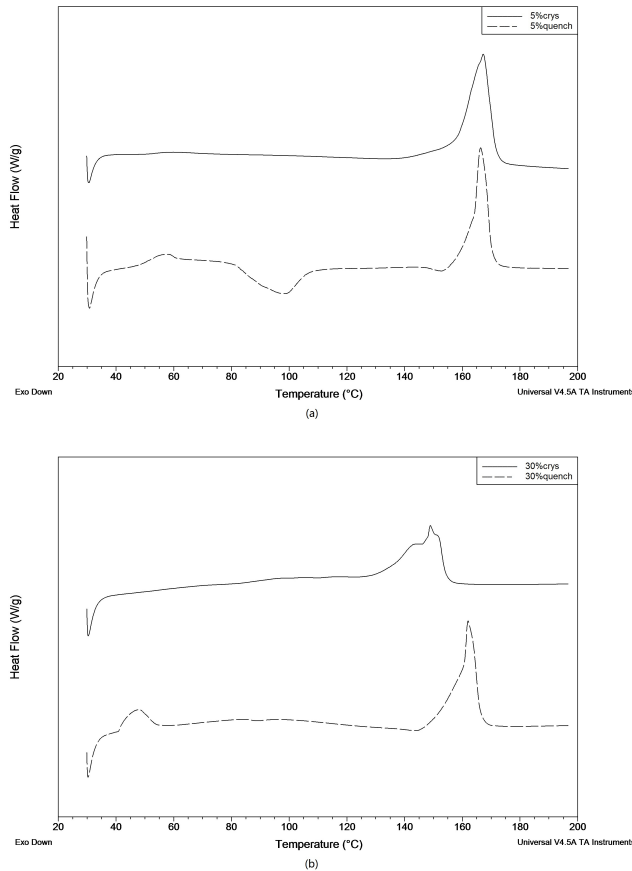 5%crys
5%quench
Heat Flow (W/g)
20 40 60 80 100 120 140 160 180 200
Exo Down Temperature (°C) Universal V4.5A TA Instruments
(a)
30%crys
30%quench
Heat Flow (W/g)
20 40 60 80 100 120 140 160 180 200
Exo Down Temperature (°C) Universal V4.5A TA Instruments
(b)